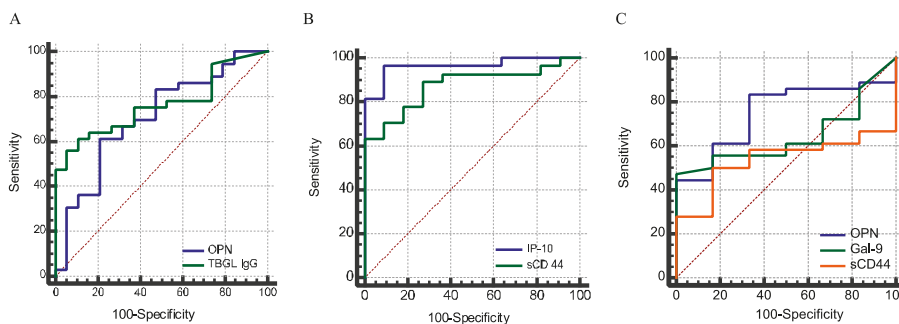 A
Sensitivity
100
80
60
40
20
0
0 20 40 60 80 100
100-Specificity
OPN
TBGL IgG
B
Sensitivity
100
80
60
40
20
0
0 20 40 60 80 100
100-Specificity
IP-10
sCD 44
C
Sensitivity
100
80
60
40
20
0
0 20 40 60 80 10
100-Specificity
OPN
Gal-9
sCD44